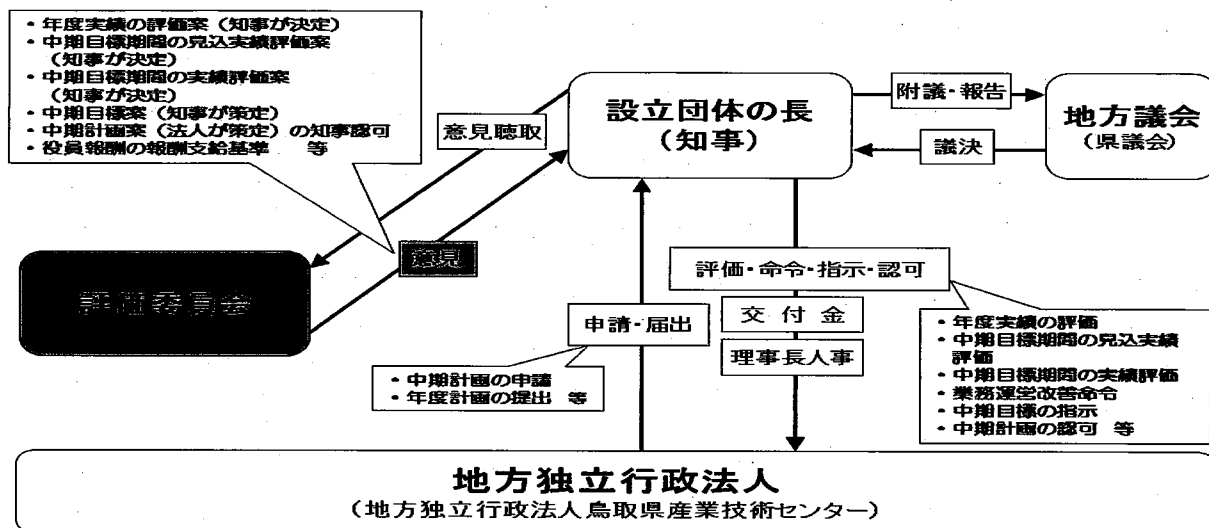 ・年度実績の評価案（知事が決定）
・中期目標期間の見込実績評価案
（知事が決定）
・中期目標期間の実績評価案
（知事が決定）
・中期目標案（知事が策定）
・中期計画案（法人が策定）の知事認可
・役員報酬の報酬支給基準　等
意見聴取
設立団体の長
（知事）
附議・報告
議決
地方議会
（県議会）
意見
評価委員会
評価・命令・指示・認可
交付金
理事長人事
申請・届出
・中期計画の申請
・年度計画の提出　等
・年度実績の評価
・中期目標期間の見込実績
評価
・中期目標期間の実績評価
・業務運営改善命令
・中期目標の指示
・中期計画の認可　等
地方独立行政法人
（地方独立行政法人鳥取県産業技術センター）